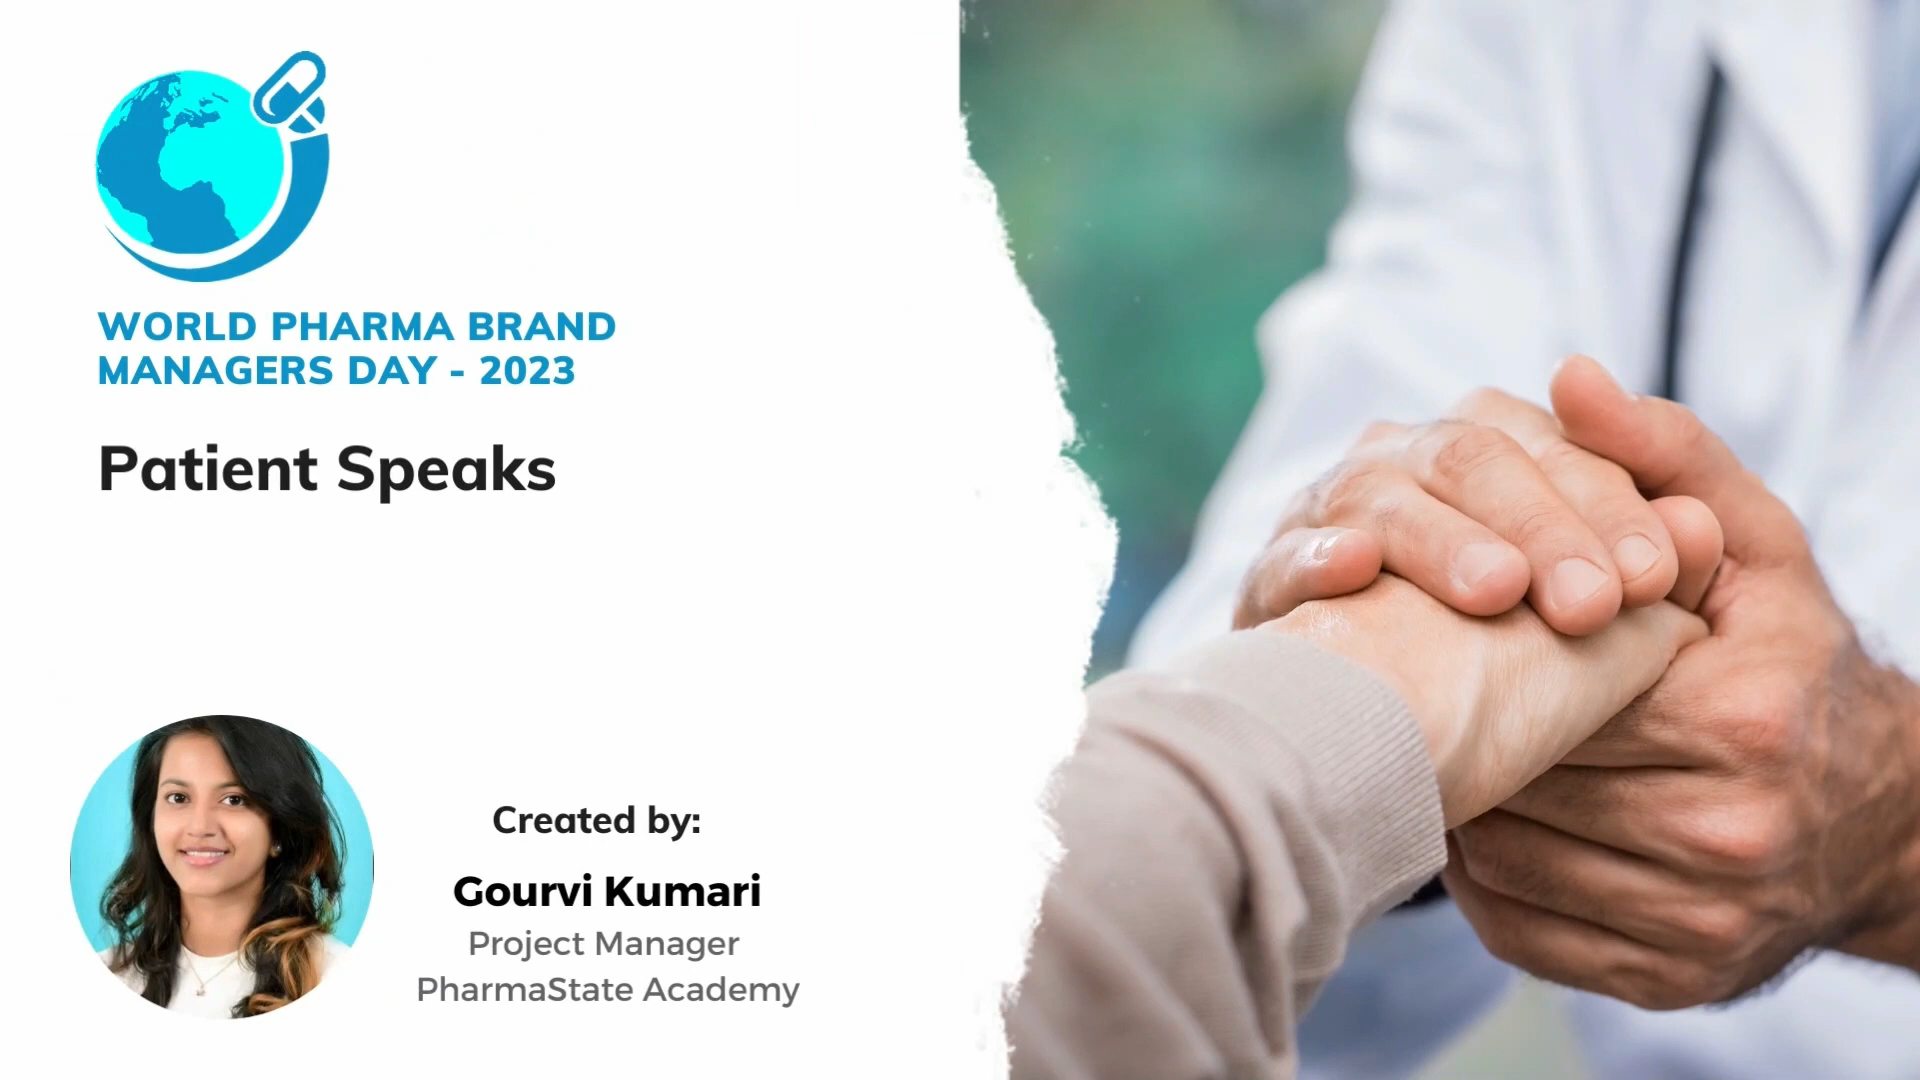 WORLD PHARMA BRAND
MANAGERS DAY - 2023
Patient Speaks
Created by:
Gourvi Kumari
Project Manager
PharmaState Academy